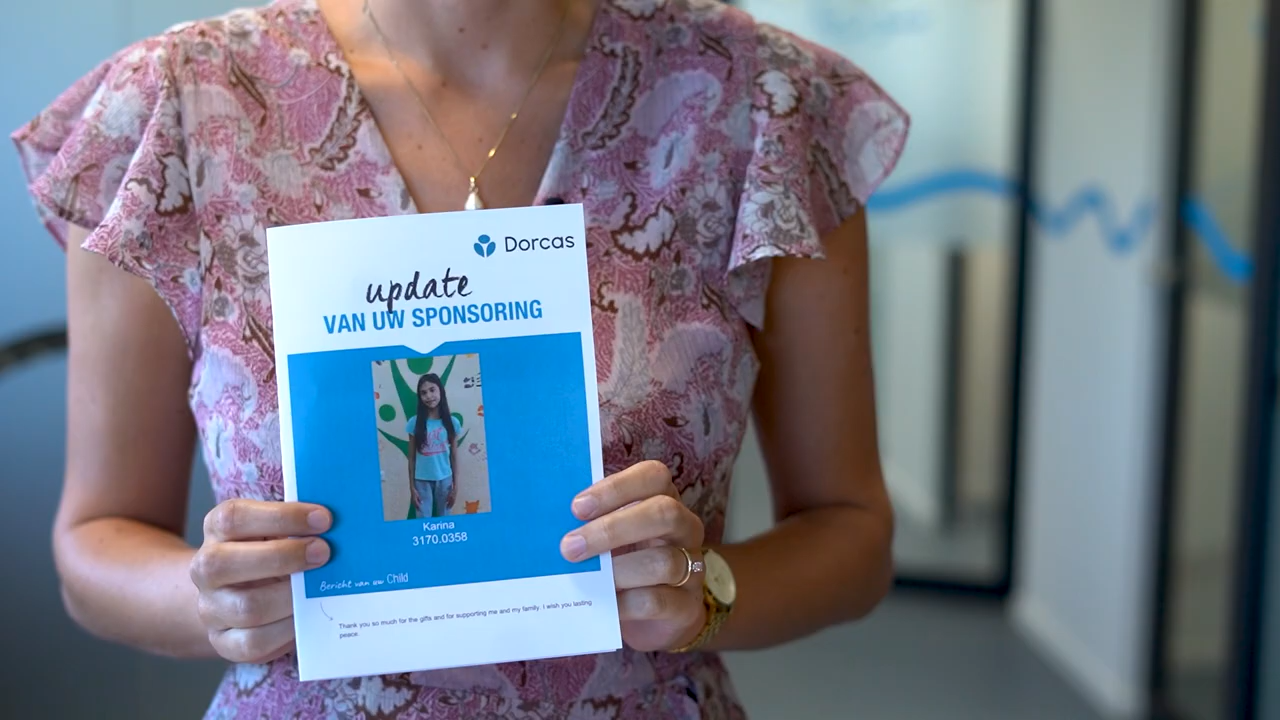 Dorcas
update
VAN UW SPONSORING
Karina
3170.0358
Bericht van uw Child
Thank you so much for the gifts and for supporting me and my family. I wish you lasting
peace.